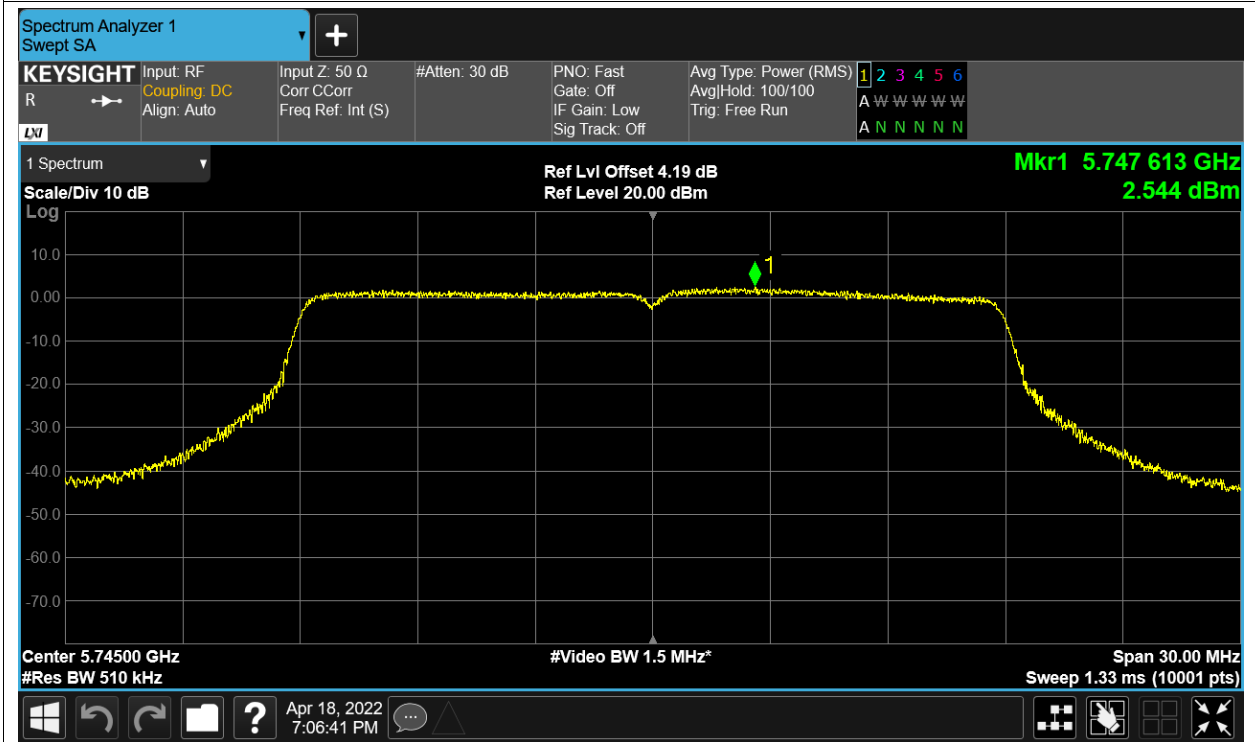 Spectrum Analyzer 1
Swept SA
KEYSIGHT
R
LXI
Input: RF
Coupling: DC
Align: Auto
Input Z: 50 Ω
Corr CCorr
Freq Ref: Int (S)
#Atten: 30 dB
PNO: Fast
Gate: Off
IF Gain: Low
Sig Track: Off
Avg Type: Power (RMS)
Avg|Hold: 100/100
Trig: Free Run
1 2 3 4 5 6
A W W W W W
A N N N N N
1 Spectrum
Scale/Div 10 dB
Log
Ref Lvl Offset 4.19 dB
Ref Level 20.00 dBm
Mkr1 5.747 613 GHz
2.544 dBm
1
10.0
0.00
-10.0
-20.0
-30.0
-40.0
-50.0
-60.0
-70.0
Center 5.74500 GHz
#Res BW 510 kHz
#Video BW 1.5 MHz*
Span 30.00 MHz
Sweep 1.33 ms (10001 pts)
?
Apr 18, 2022
7:06:41 PM